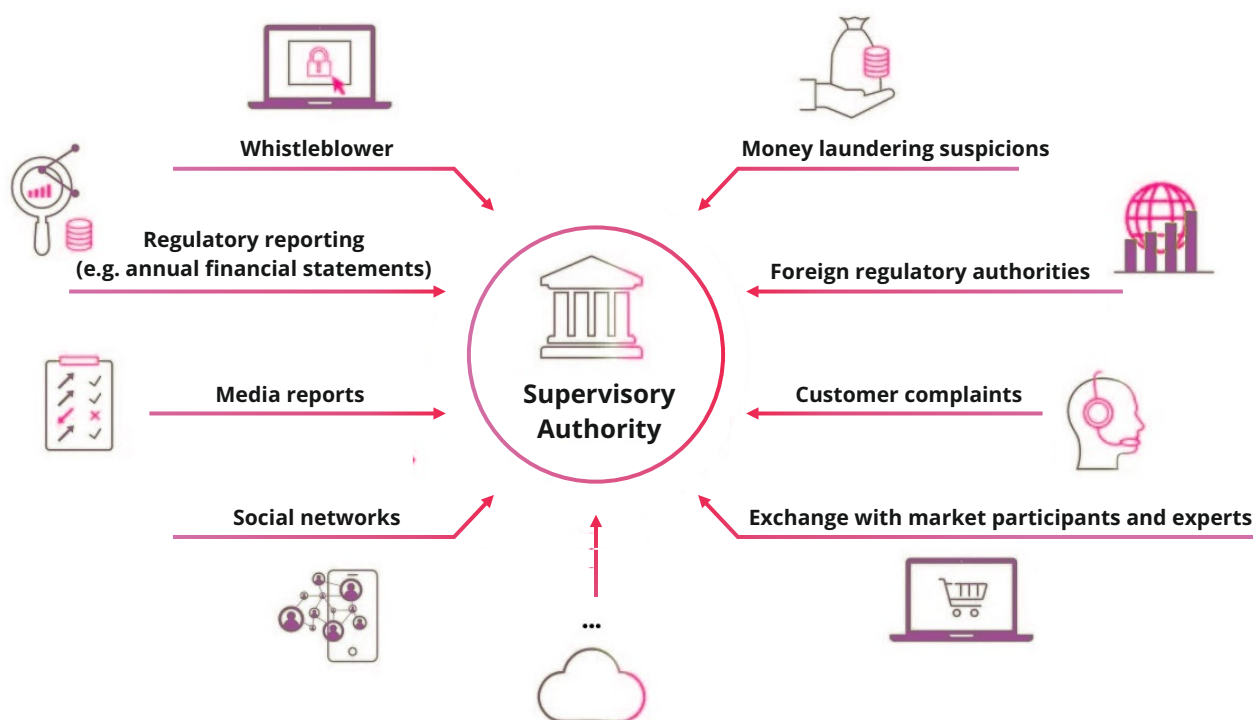 Whistleblower
Money laundering suspicions
Regulatory reporting
(e.g. annual financial statements)
Foreign regulatory authorities
Supervisory
Authority
Media reports
Customer complaints
Social networks
Exchange with market participants and experts
...